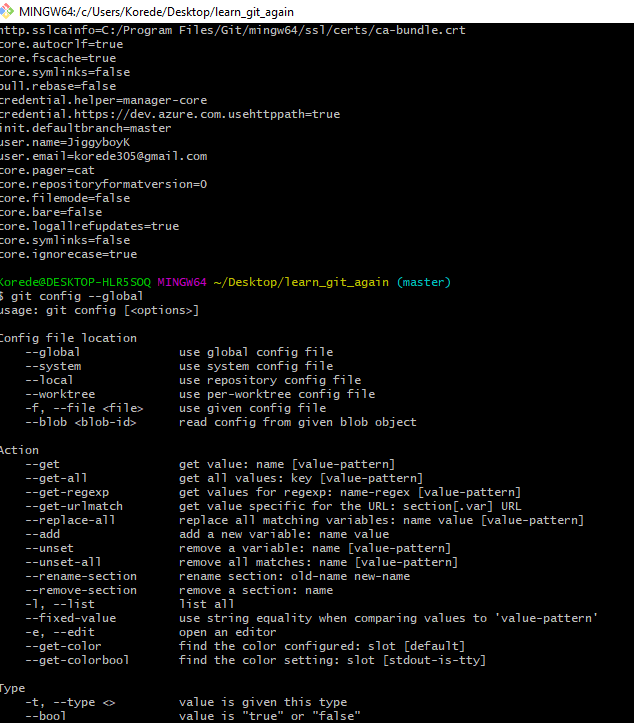 MINGW64:/c/Users/Korede/Desktop/learn_git_again
http.sslcainfo=C:/Program Files/Git/mingw64/ssl/certs/ca-bundle.crt
core.autocrlf=true
core.fscache=true
core.symlinks=false
pull.rebase=false
credential.helper=manager-core
credential.https://dev.azure.com.usehttppath=true
init.defaultbranch=master
user.name=JiggyboyK
user.email=korede305@gmail.com
core.pager=cat
core.repositoryformatversion=0
core.filemode=false
core.bare=false
core.logallrefupdates=true
core.symlinks=false
core.ignorecase=true
Korede@DESKTOP-HLR5SOQ MINGW64 ~/Desktop/learn_git_again (master)
$ git config --global
usage: git config [<options>]
Config file location
--global use global config file
--system use system config file
--local use repository config file
--worktree use per-worktree config file
-f, --file <file> use given config file
--blob <blob-id> read config from given blob object
Action
--get get value: name [value-pattern]
--get-all get all values: key [value-pattern]
--get-regexp get values for regexp: name-regex [value-pattern]
--get-urlmatch get value specific for the URL: section[.var] URL
--replace-all replace all matching variables: name value [value-pattern]
--add add a new variable: name value
--unset remove a variable: name [value-pattern]
--unset-all remove all matches: name [value-pattern]
--rename-section rename section: old-name new-name
--remove-section remove a section: name
-l, --list list all
--fixed-value use string equality when comparing values to 'value-pattern'
-e, --edit open an editor
--get-color find the color configured: slot [default]
--get-colorbool find the color setting: slot [stdout-is-tty]
Type
-t, --type <> value is given this type
--bool value is "true" or "false"